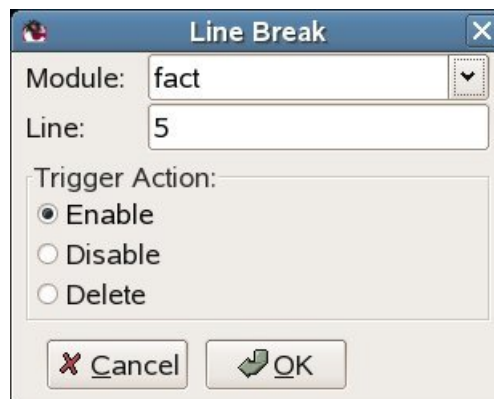 Line Break
Module: fact
Line: 5
Trigger Action:
Enable
Disable
Delete
Cancel OK